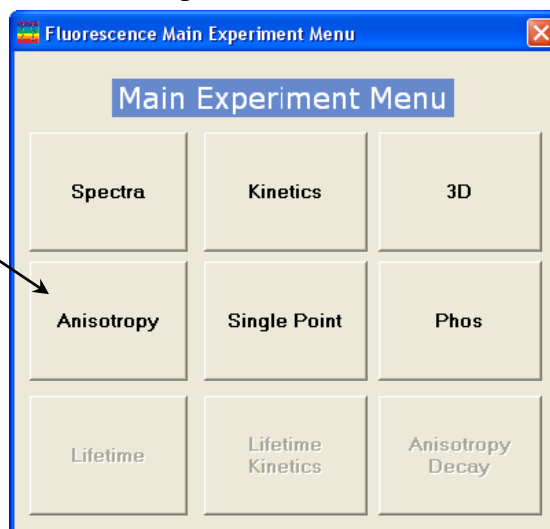 Fluorescence Main Experiment Menu
Main Experiment Menu
Spectra
Kinetics
3D
Anisotropy
Single Point
Phos
Lifetime
Lifetime
Kinetics
Anisotropy
Decay